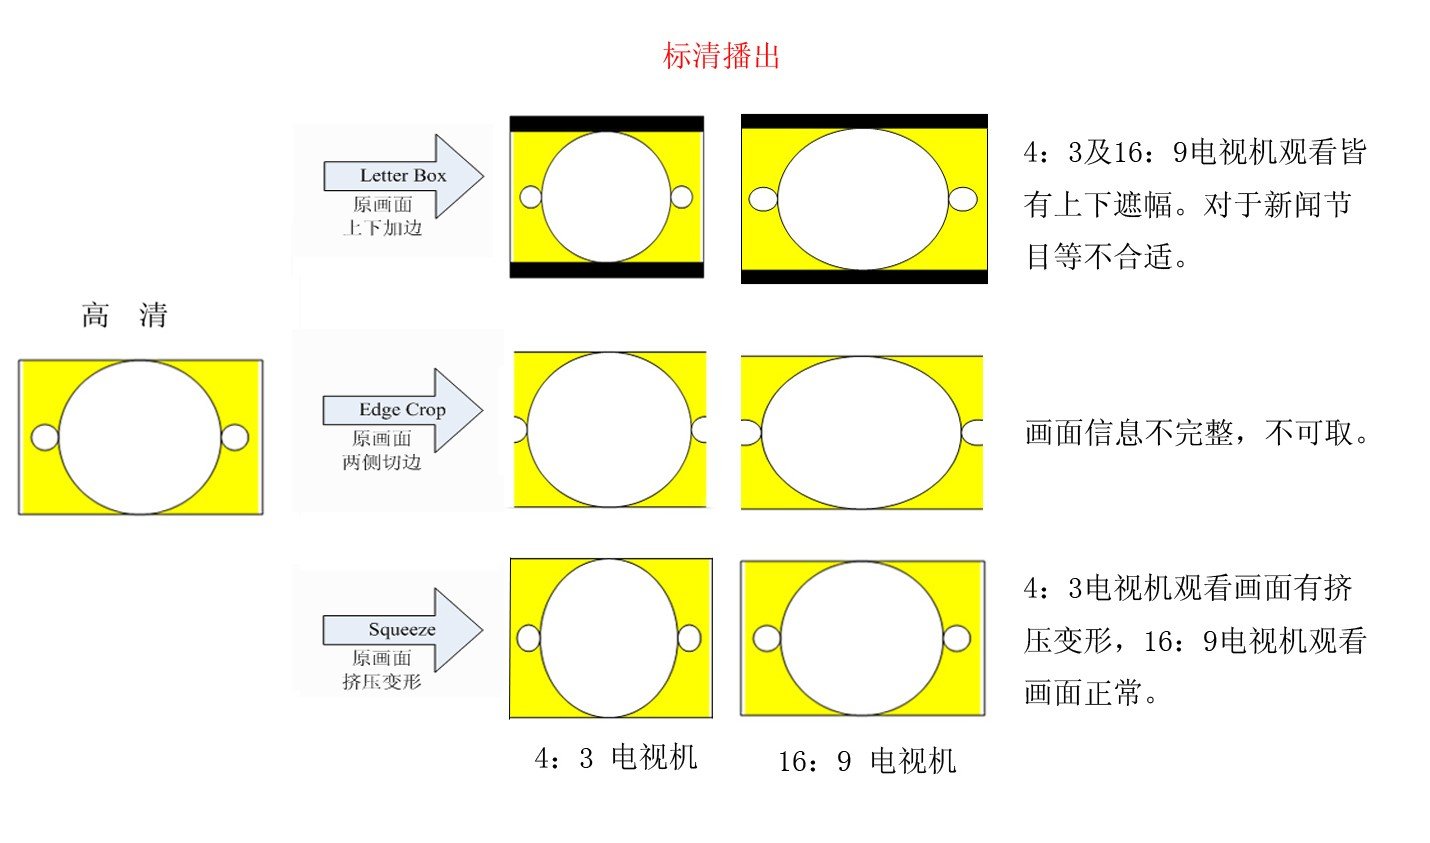 标清播出
Letter Box
原画面
上下加边
4：3及16：9电视机观看皆
有上下遮幅。对于新闻节
目等不合适。
高 清
Edge Crop
原画面
两侧切边
画面信息不完整，不可取。
Squeeze
原画面
挤压变形
4：3电视机观看画面有挤
压变形，16：9电视机观看
画面正常。
4：3 电视机
16：9 电视机